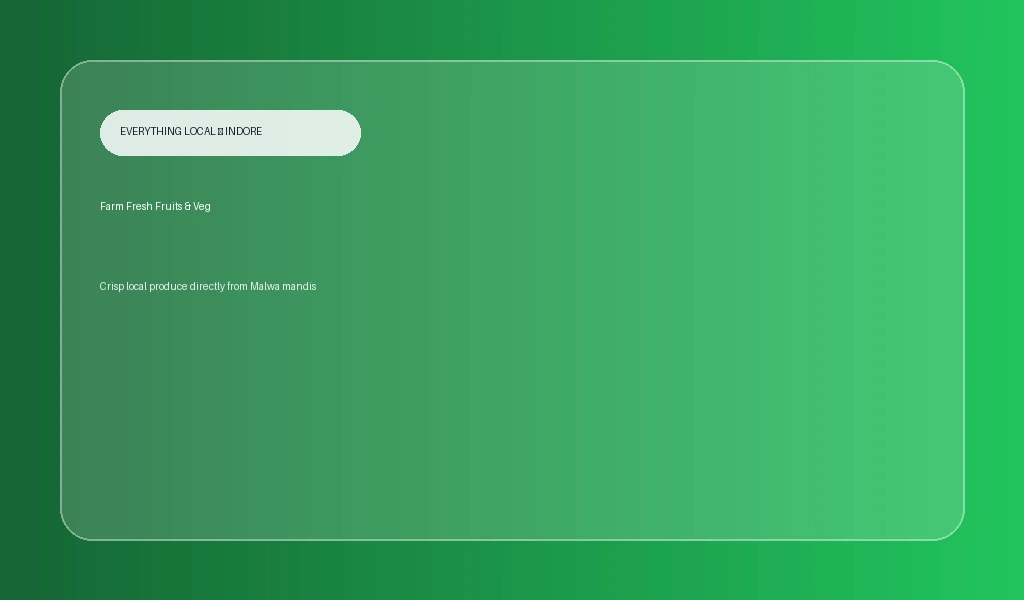 EVERYTHING LOCAL INDORE
Farm Fresh Fruits & Veg
Crisp local produce directly from Malwa mandis